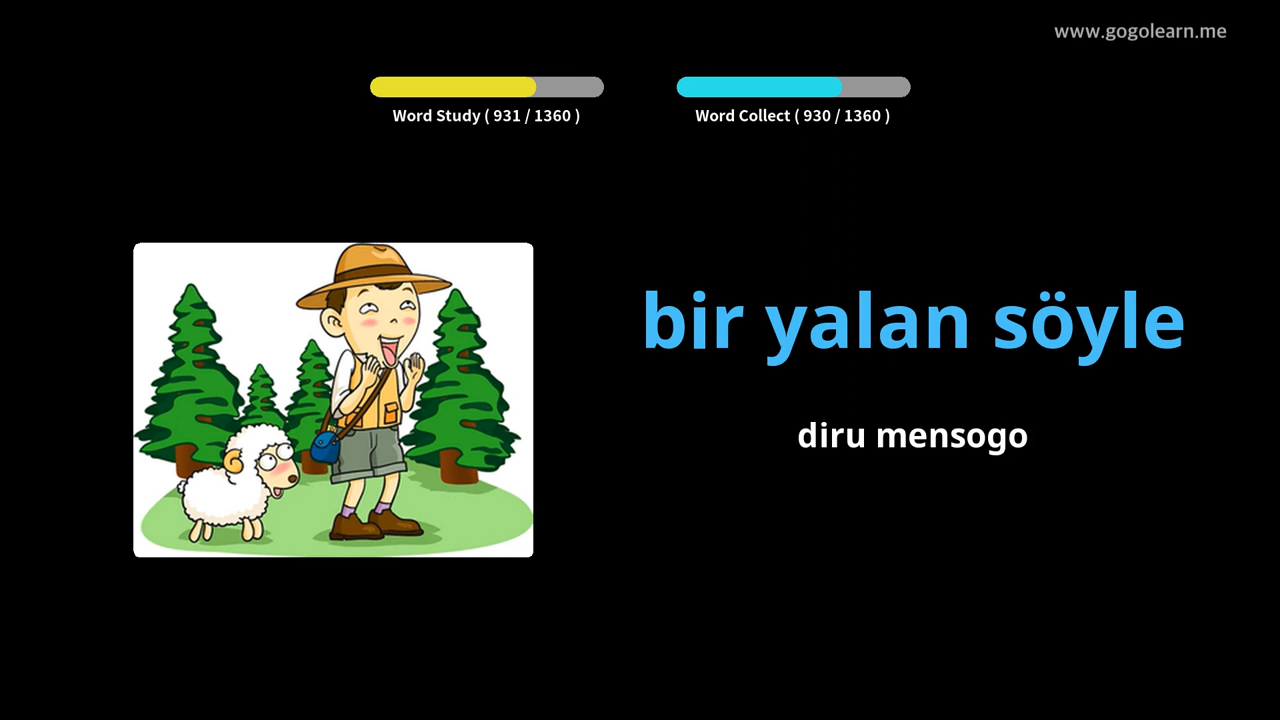 www.gogolearn.me
Word Study ( 931 / 1360 )
Word Collect ( 930 / 1360 )
bir yalan söyle
diru mensogo